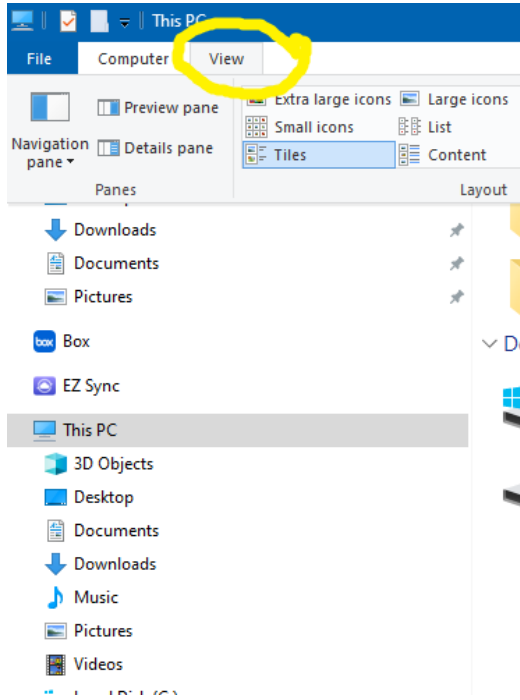 This PC
File Computer View
Preview pane
Details pane
Navigation
pane
Panes
Extra large icons Large icons
Small icons List
Tiles Content
Layout
Downloads
Documents
Pictures
box Box
EZ Sync
This PC
3D Objects
Desktop
Documents
Downloads
Music
Pictures
Videos